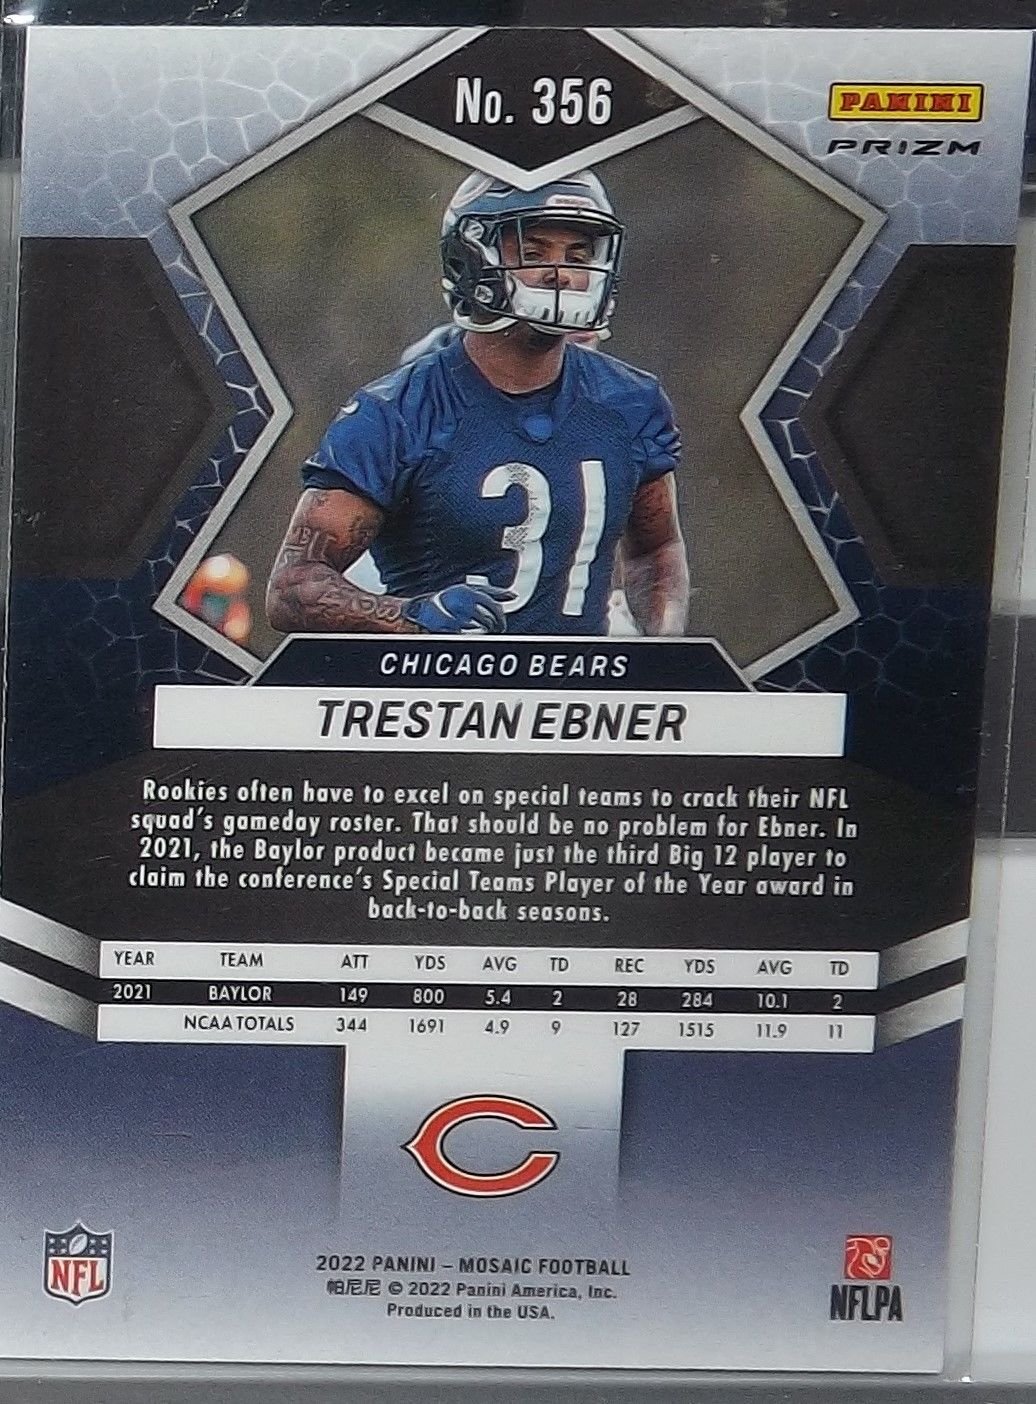 No. 356
PANINI
PRIZM
31
CHICAGO BEARS
TRESTAN EBNER
Rookies often have to excel on special teams to crack their NFL
squad's gameday roster. That should be no problem for Ebner. In
2021, the Baylor product became just the third Big 12 player to
claim the conference's Special Teams Player of the Year award in
back-to-back seasons.
YEAR TEAM ATT YDS AVG TD REC YDS AVG TD
2021 BAYLOR 149 800 5.4 2 28 284 10.1 2
NCAA TOTALS 344 1691 4.9 9 127 1515 11.9 11
C
NFL
2022 PANINI – MOSAIC FOOTBALL
帕尼尼 © 2022 Panini America, Inc.
Produced in the USA.
NFLPA